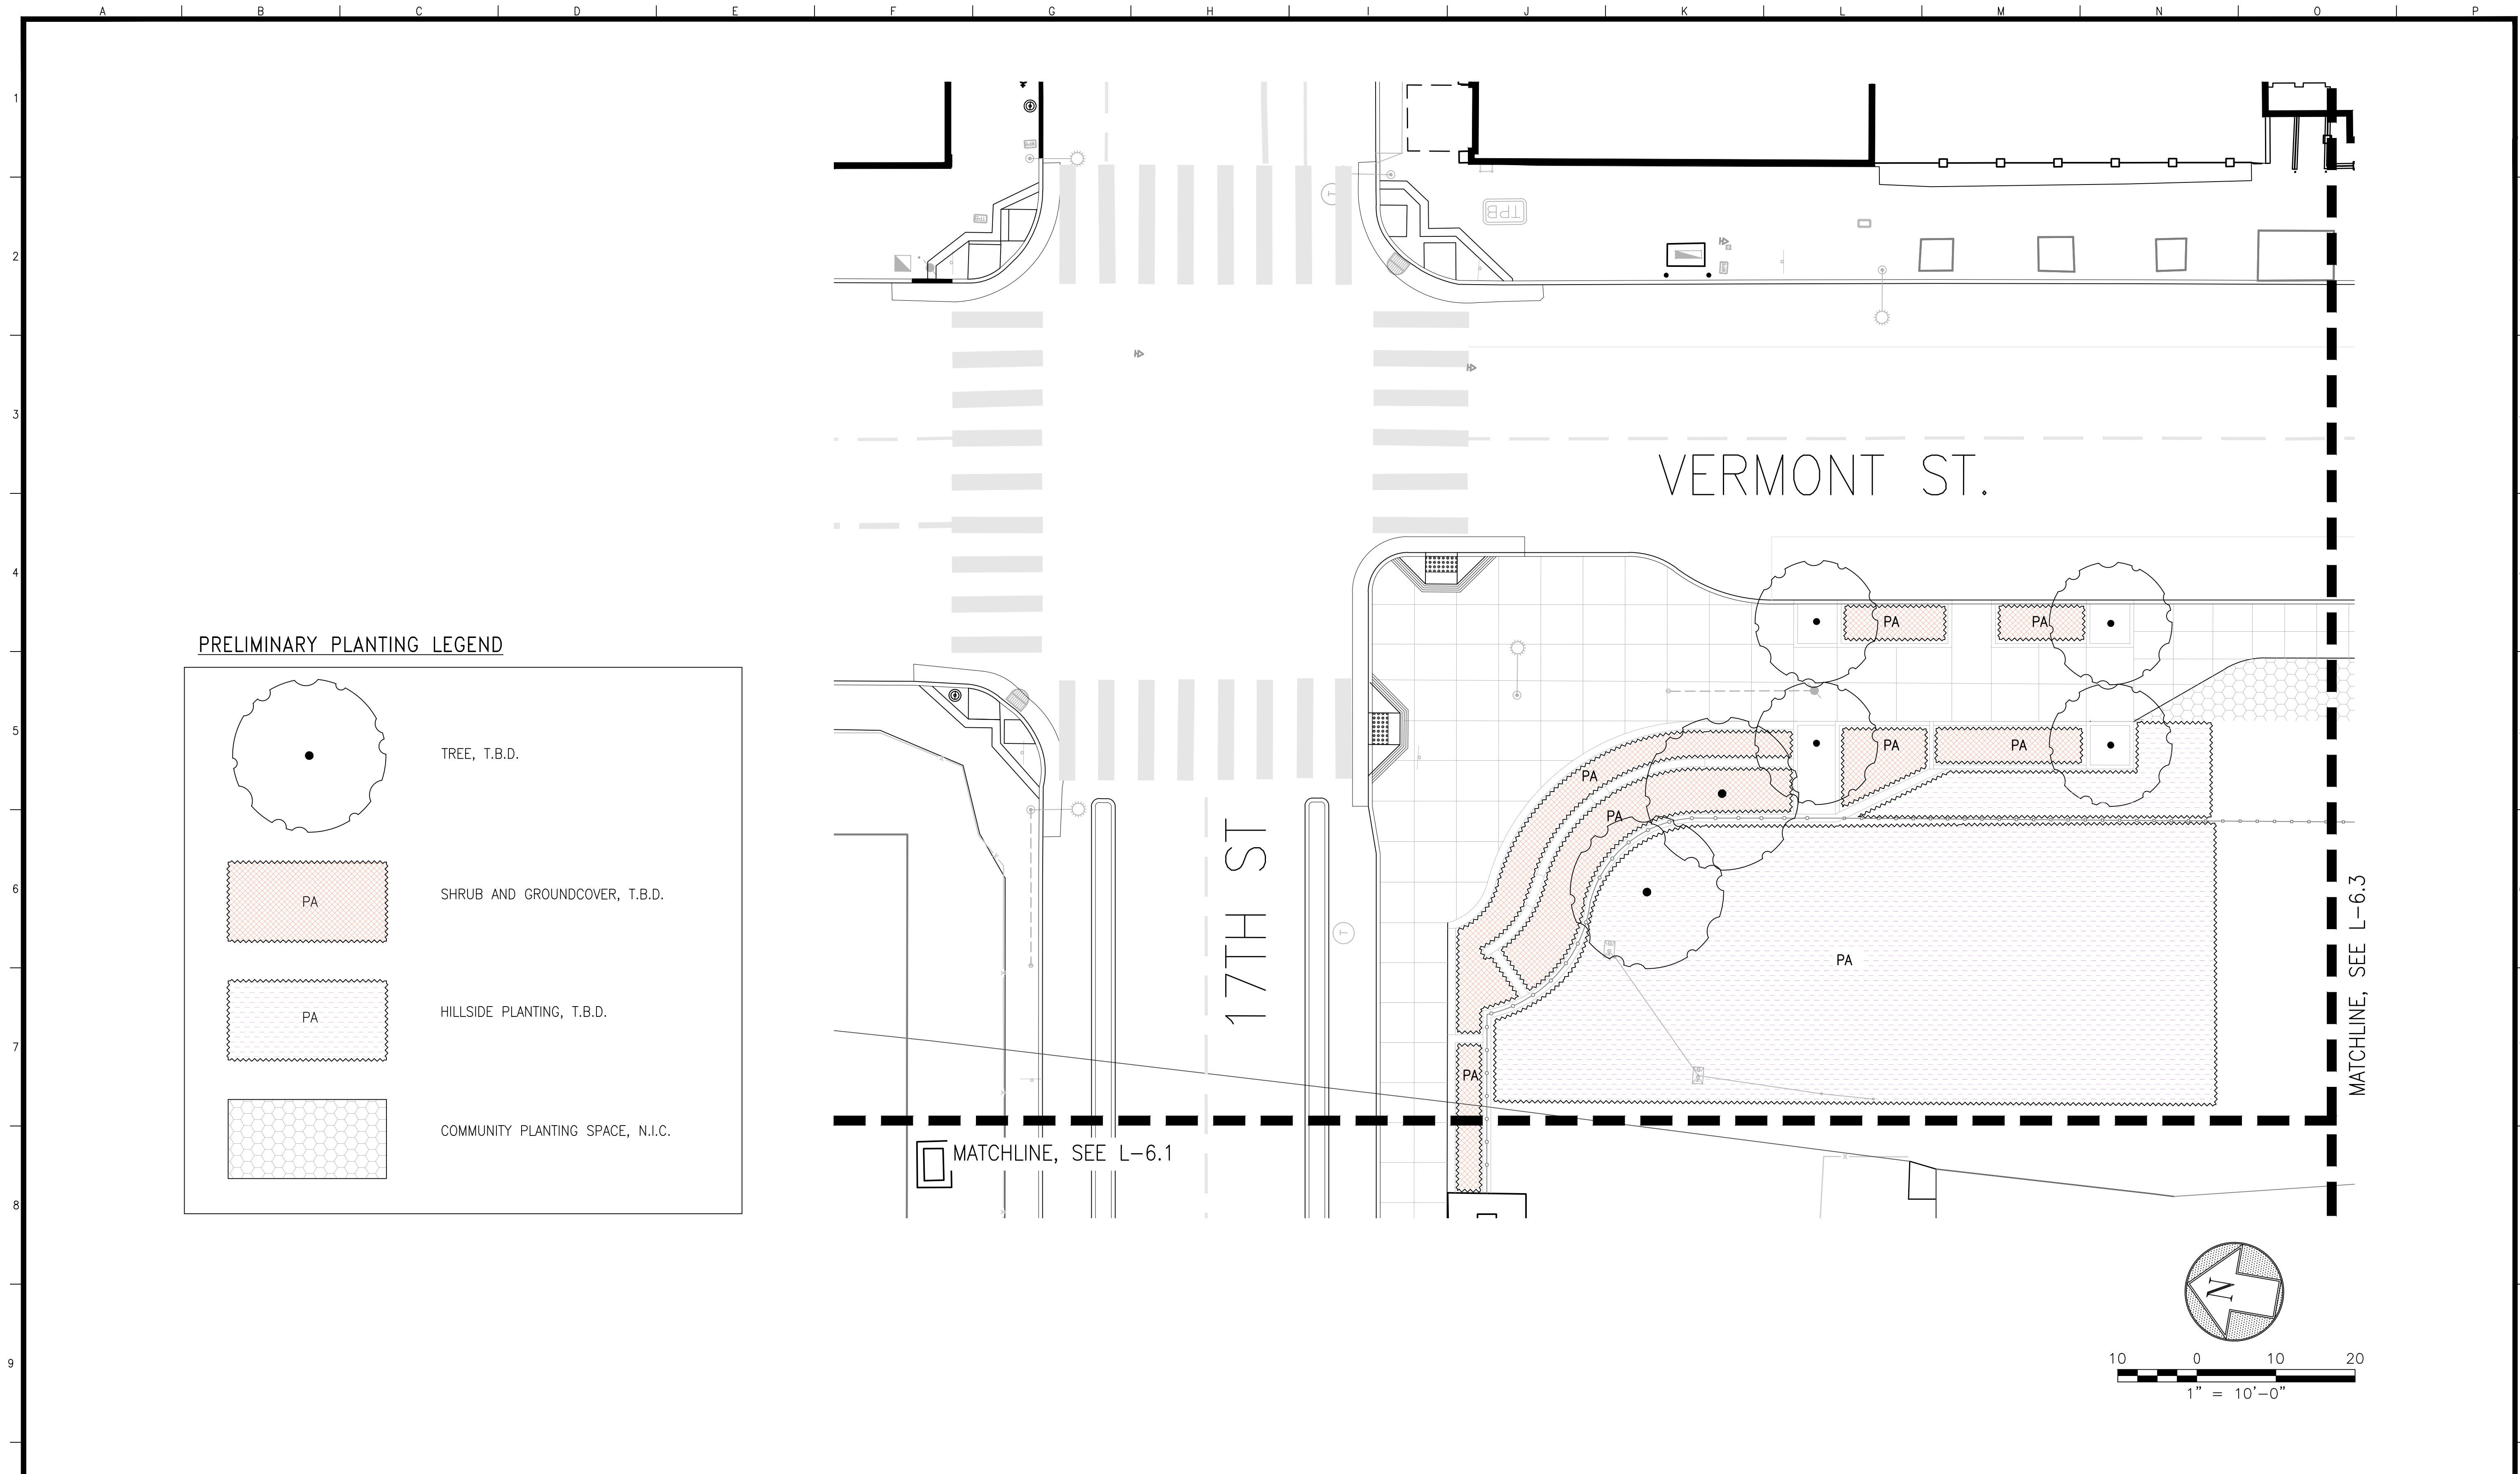 A B C D E F G H I J K L M N O P
1
2
3
4
5
6
7
8
9
TPB
T
VERMONT ST.
17TH ST
T
PRELIMINARY PLANTING LEGEND
TREE, T.B.D.
PA
SHRUB AND GROUNDCOVER, T.B.D.
PA
HILLSIDE PLANTING, T.B.D.
COMMUNITY PLANTING SPACE, N.I.C.
PA
PA
PA
PA
PA
PA
PA
PA
MATCHLINE, SEE L-6.3
MATCHLINE, SEE L-6.1
N
10 0 10 20
1" = 10'-0"